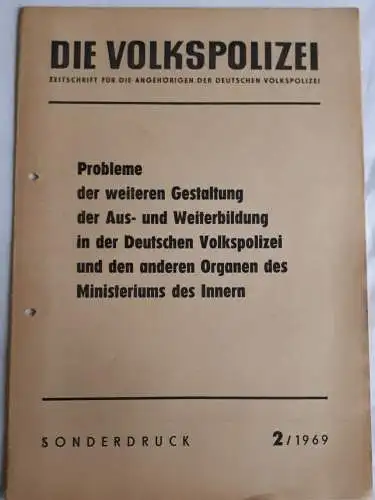 DIE VOLKSPOLIZEI
ZEITSCHRIFT FÜR DIE ANGEHÖRIGEN DER DEUTSCHEN VOLKSPOLIZEI
Probleme
der weiteren Gestaltung
der Aus- und Weiterbildung
in der Deutschen Volkspolizei
und den anderen Organen des
Ministeriums des Innern
SONDERDRUCK 2/1969